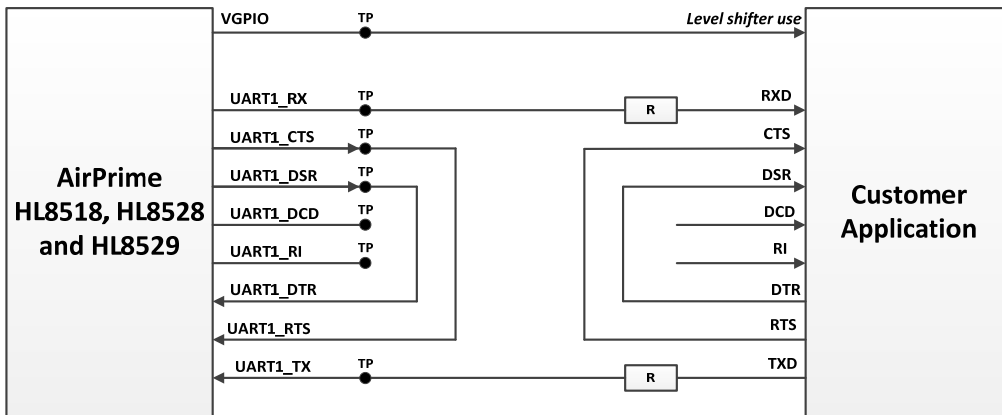 VGPIO
TP
Level shifter use
UART1_RX
TP
R
RXD
UART1_CTS
TP
CTS
UART1_DSR
TP
DSR
AirPrime
HL8518, HL8528
and HL8529
Customer
Application
UART1_DCD
TP
DCD
UART1_RI
TP
RI
UART1_DTR
DTR
UART1_RTS
RTS
UART1_TX
TP
R
TXD